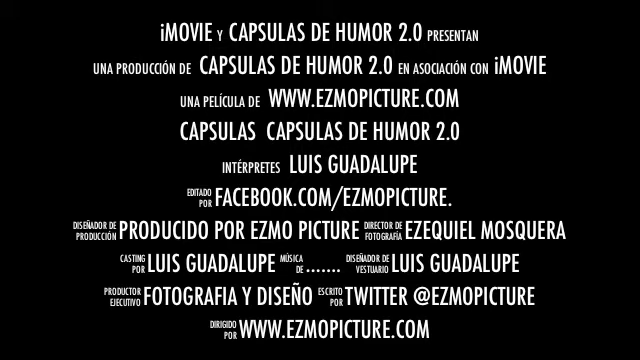 iMOVIE Y CAPSULAS DE HUMOR 2.0 PRESENTAN
UNA PRODUCCIÓN DE CAPSULAS DE HUMOR 2.0 EN ASOCIACIÓN CON iMOVIE
UNA PELÍCULA DE WWW.EZMOPICTURE.COM
CAPSULAS CAPSULAS DE HUMOR 2.0
INTÉRPRETES LUIS GUADALUPE
EDITADO POR FACEBOOK.COM/EZMOPICTURE.
DISEÑADOR DE PRODUCCIÓN PRODUCIDO POR EZMO PICTURE DIRECTOR DE FOTOGRAFÍA EZEQUIEL MOSQUERA
CASTING POR LUIS GUADALUPE MÚSICA DE ....... DISEÑADOR DE VESTUARIO LUIS GUADALUPE
PRODUCTOR EJECUTIVO FOTOGRAFIA Y DISEÑO ESCRITO POR TWITTER @EZMOPICTURE
DIRIGIDO POR WWW.EZMOPICTURE.COM